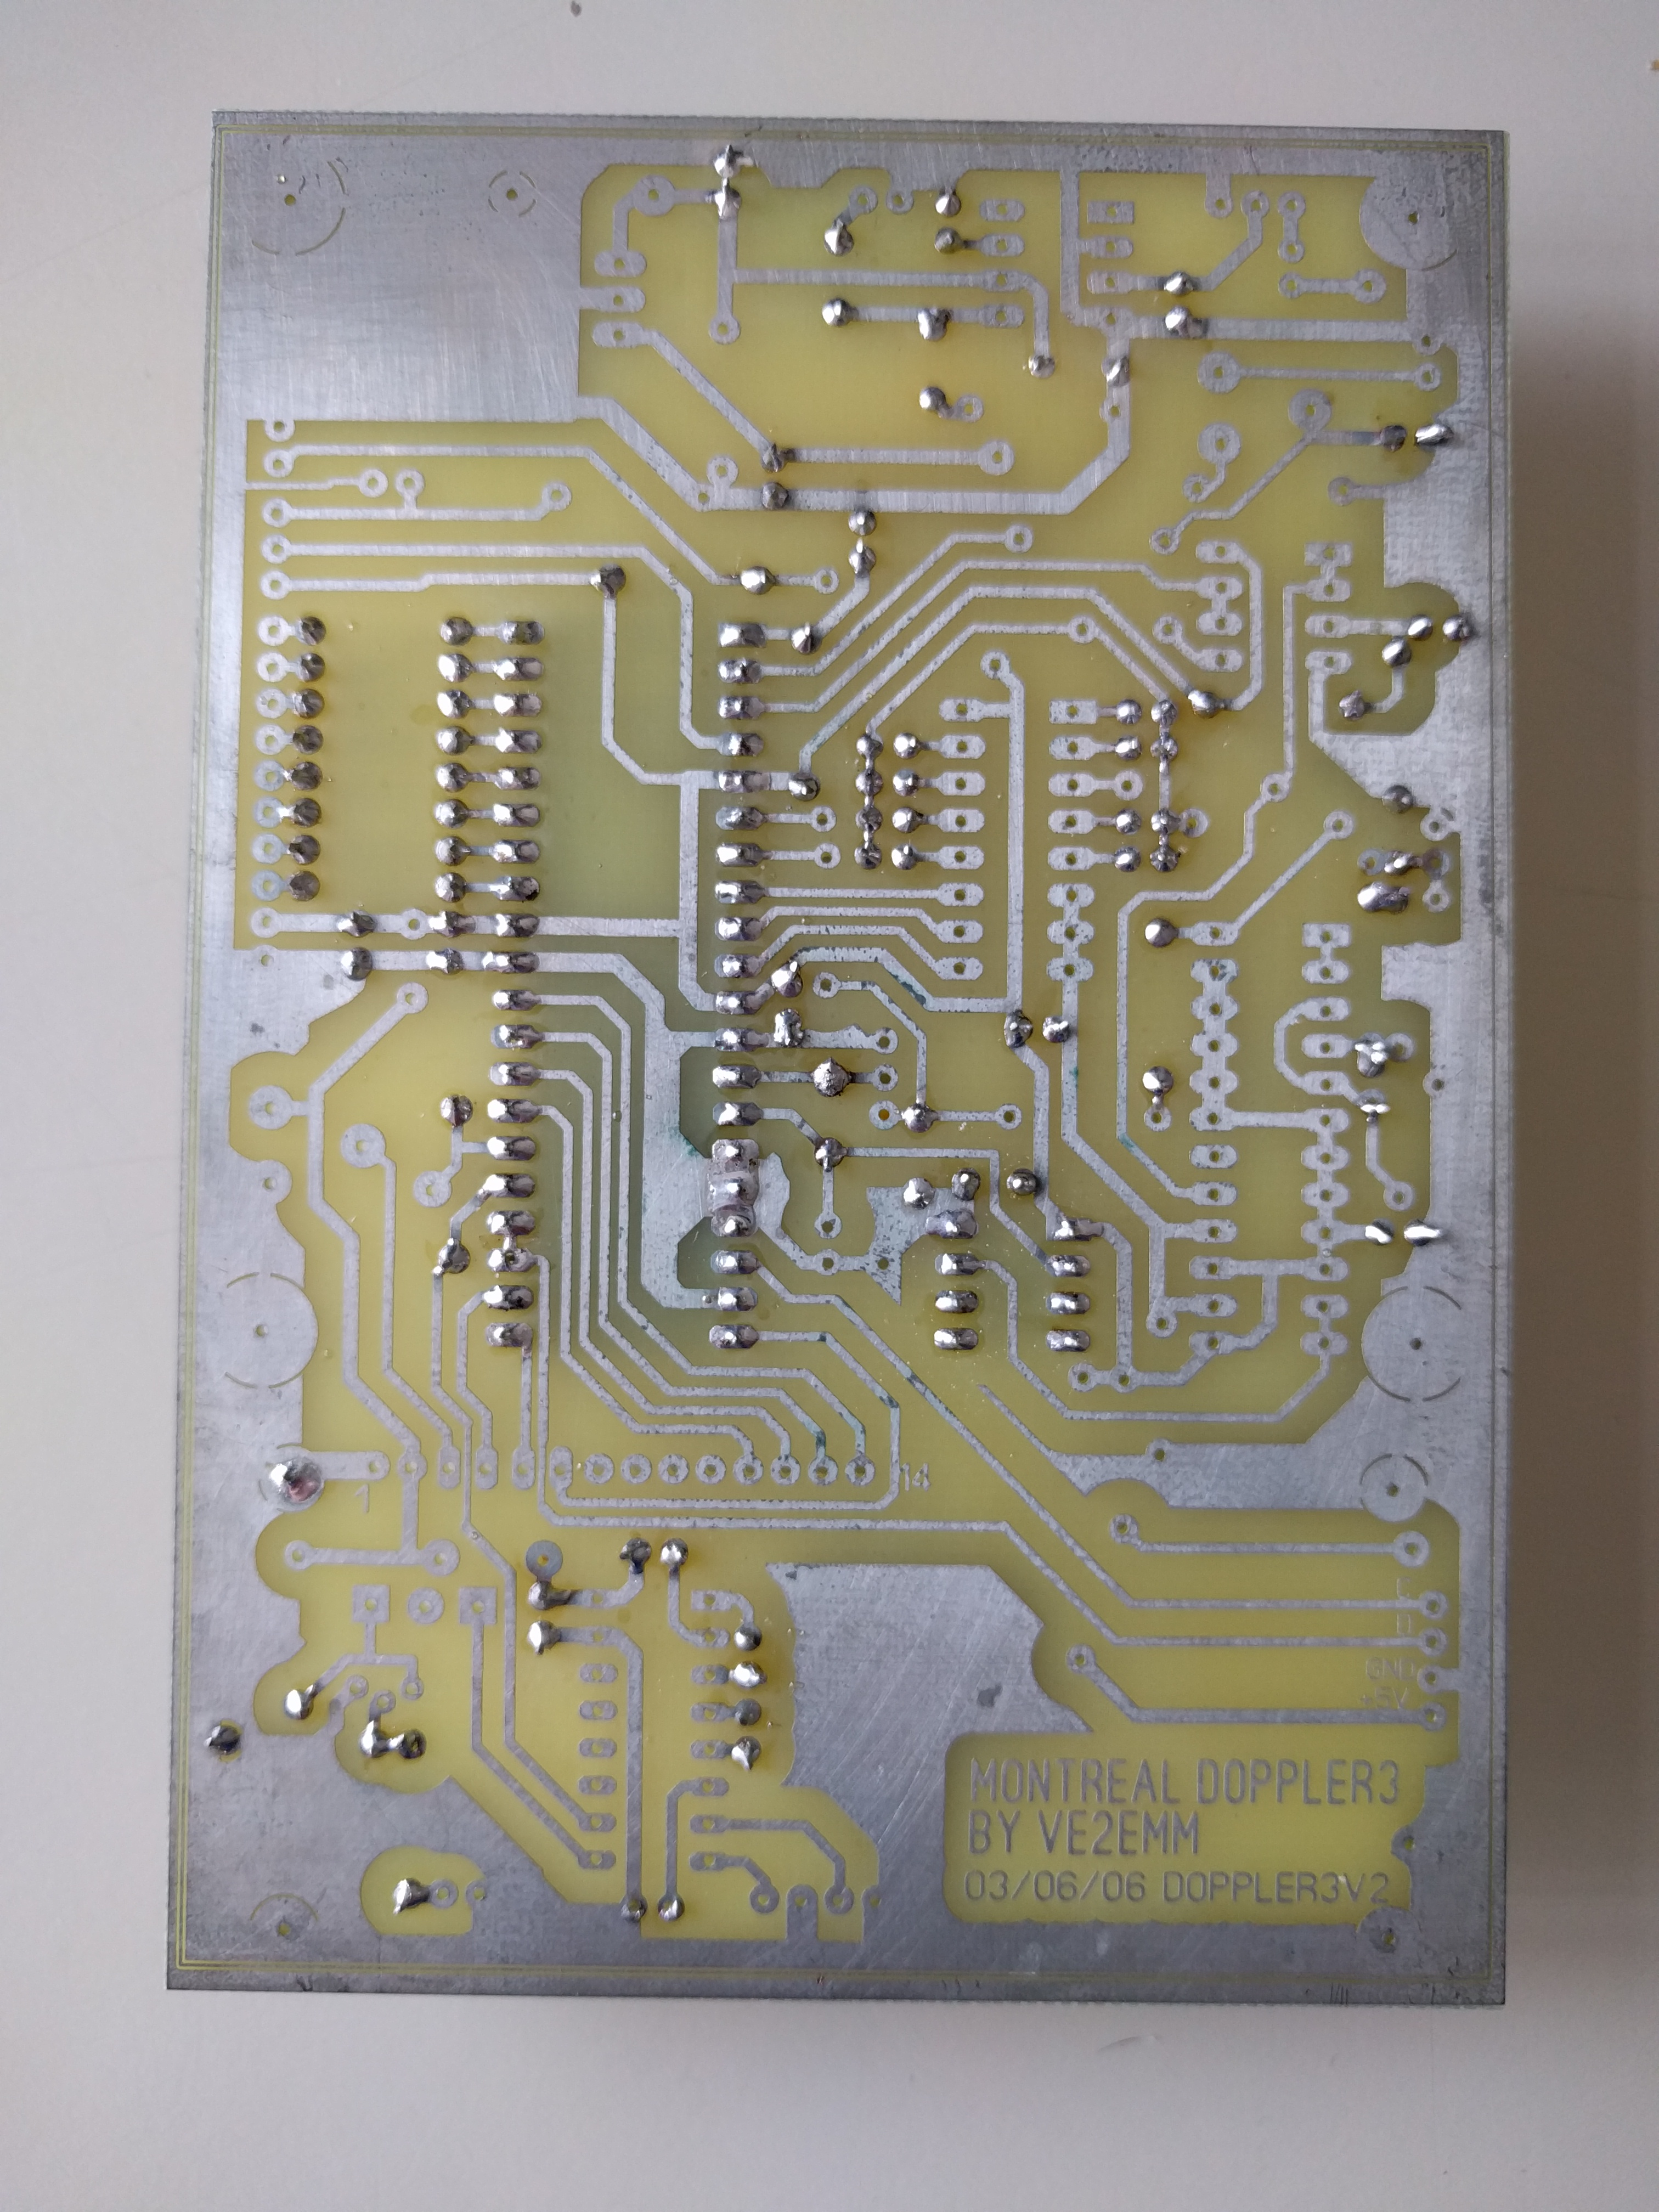 1
14
GND
+5V
MONTREAL DOPPLER3
BY VE2EMM
03/06/06 DOPPLER3V2